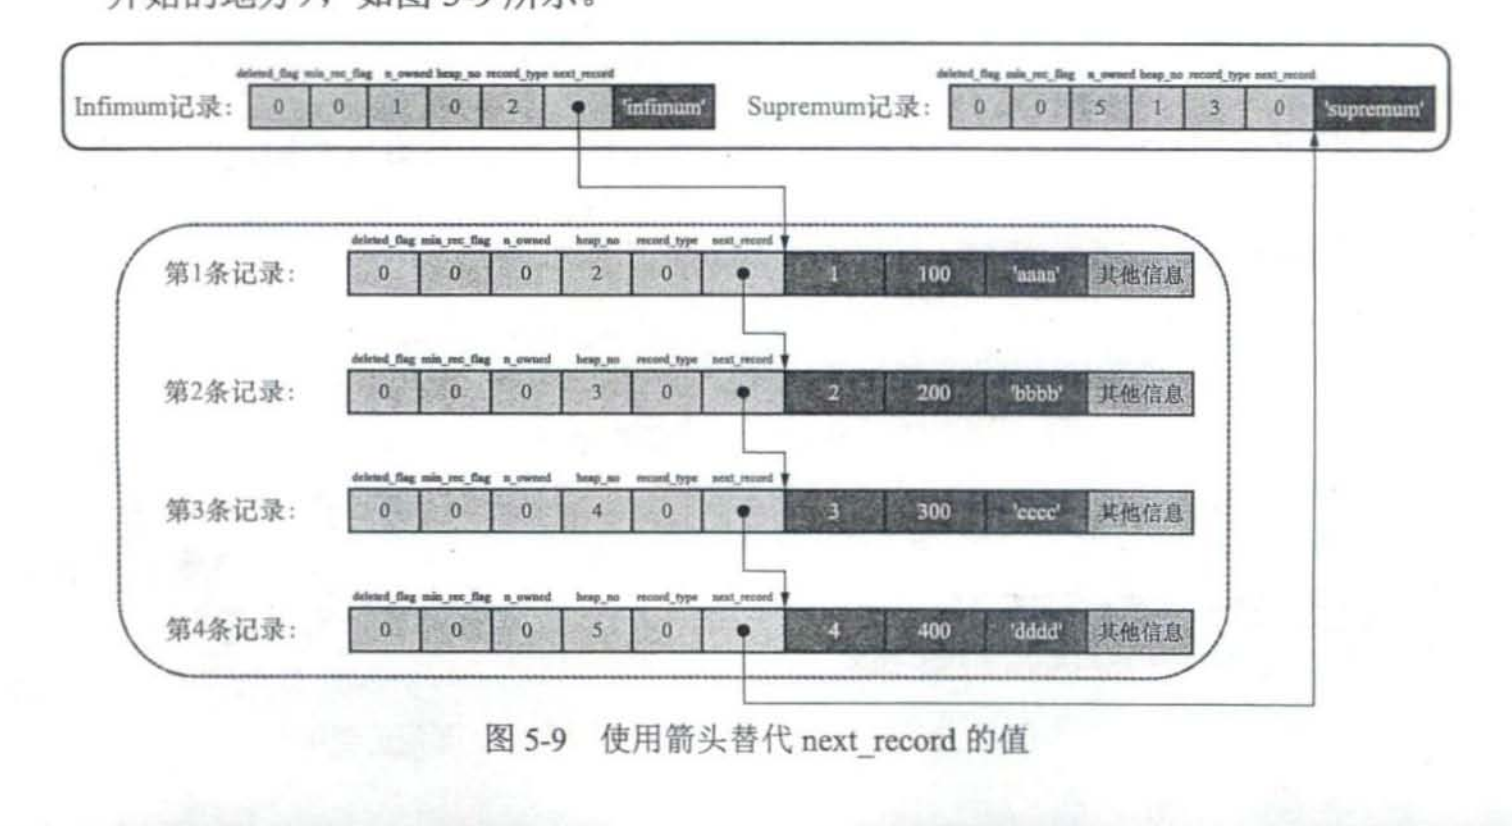 开始的地方），如图 5-9 所示。
deleted_flag min_rec_flag n_owned heap_no record_type next_record deleted_flag min_rec_flag n_owned heap_no record_type next_record
Infimum记录: 0 0 1 0 2 'infimum' Supremum记录: 0 0 5 1 3 0 'supremum'
deleted_flag min_rec_flag n_owned heap_no record_type next_record
第1条记录: 0 0 0 2 0 1 100 'aaaa' 其他信息
deleted_flag min_rec_flag n_owned heap_no record_type next_record
第2条记录: 0 0 0 3 0 2 200 'bbbb' 其他信息
deleted_flag min_rec_flag n_owned heap_no record_type next_record
第3条记录: 0 0 0 4 0 3 300 'cccc' 其他信息
deleted_flag min_rec_flag n_owned heap_no record_type next_record
第4条记录: 0 0 0 5 0 4 400 'dddd' 其他信息
图 5-9 使用箭头替代 next_record 的值